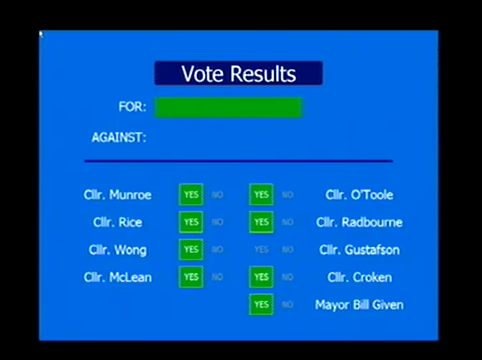 Vote Results
FOR:
AGAINST:
Cllr. Munroe YES NO YES NO Cllr. O'Toole
Cllr. Rice YES NO YES NO Cllr. Radbourne
Cllr. Wong YES NO YES NO Cllr. Gustafson
Cllr. McLean YES NO YES NO Cllr. Croken
YES NO Mayor Bill Given